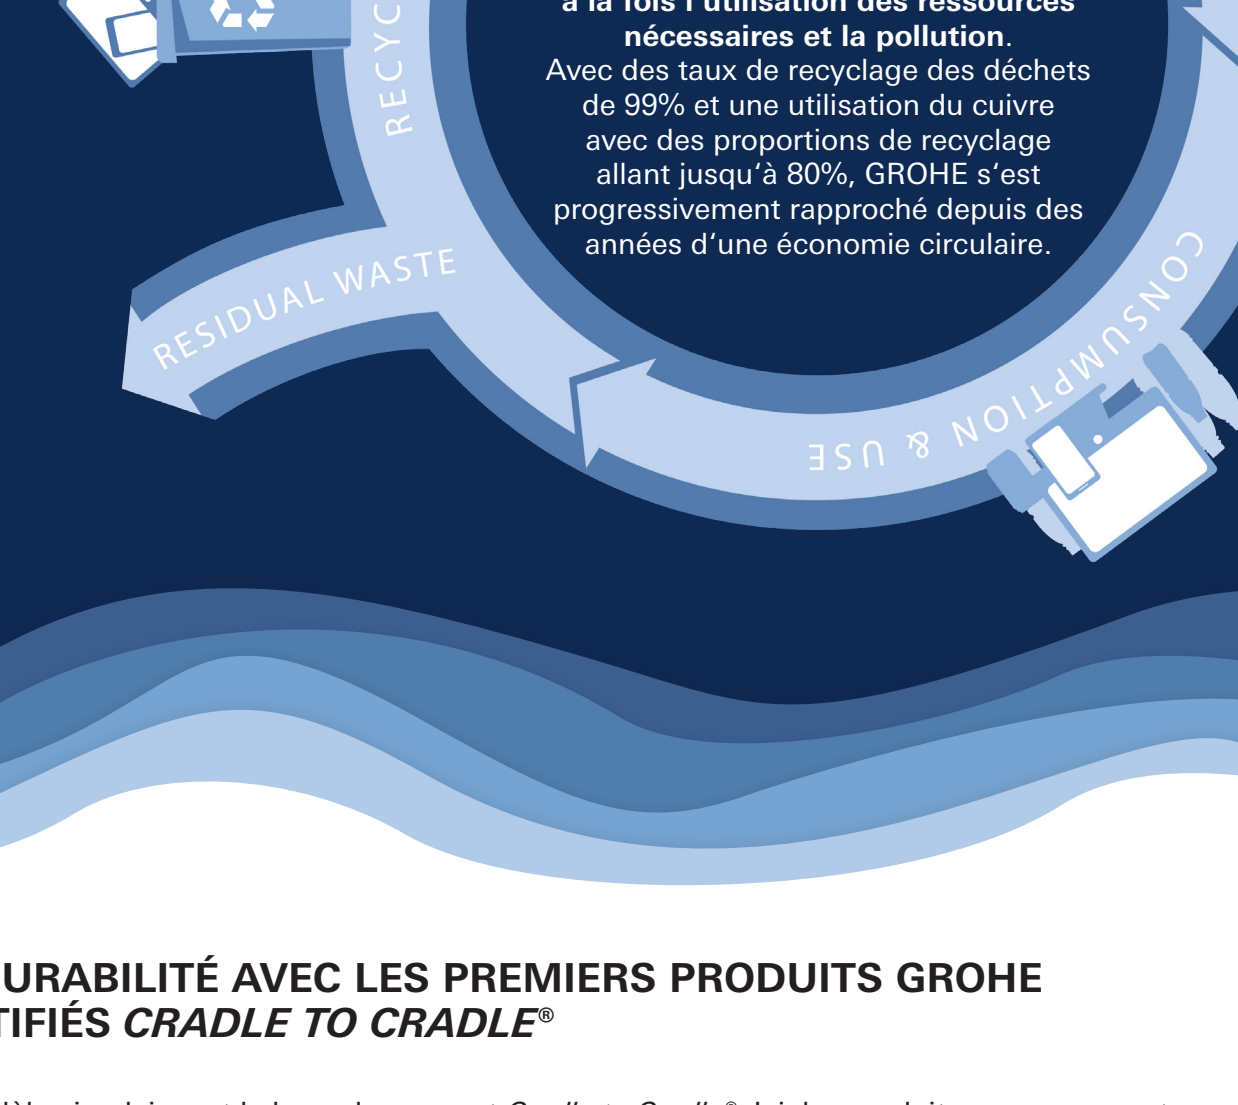 à la fois l‘utilisation des ressources
nécessaires et la pollution.
Avec des taux de recyclage des déchets
de 99% et une utilisation du cuivre
avec des proportions de recyclage
allant jusqu‘à 80%, GROHE s‘est
progressivement rapproché depuis des
années d‘une économie circulaire.
RECYC
RESIDUAL WASTE
CONSUMPTION & USE
URABILITÉ AVEC LES PREMIERS PRODUITS GROHE
TIFIÉS CRADLE TO CRADLE®